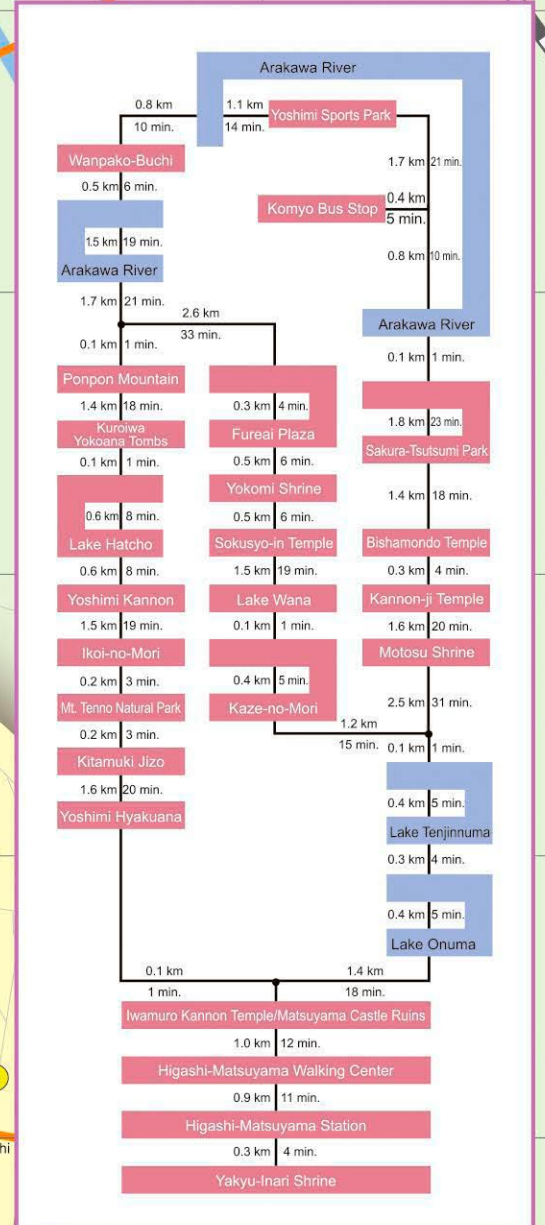 Arakawa River
0.8 km
10 min.
1.1 km
14 min.
Yoshimi Sports Park
Wanpako-Buchi
1.7 km 21 min.
0.5 km 6 min.
Komyo Bus Stop
0.4 km
5 min.
1.5 km 19 min.
Arakawa River
0.8 km 10 min.
1.7 km 21 min.
2.6 km
33 min.
Arakawa River
0.1 km 1 min.
0.1 km 1 min.
Ponpon Mountain
1.4 km 18 min.
0.3 km 4 min.
1.8 km 23 min.
Kuroiwa
Yokoana Tombs
Fureai Plaza
Sakura-Tsutsumi Park
0.1 km 1 min.
0.5 km 6 min.
Yokomi Shrine
1.4 km 18 min.
0.6 km 8 min.
0.5 km 6 min.
Lake Hatcho
Sokusyo-in Temple
Bishamondo Temple
0.6 km 8 min.
1.5 km 19 min.
0.3 km 4 min.
Yoshimi Kannon
Lake Wana
Kannon-ji Temple
1.5 km 19 min.
0.1 km 1 min.
1.6 km 20 min.
Ikoi-no-Mori
Motosu Shrine
0.2 km 3 min.
0.4 km 5 min.
2.5 km 31 min.
Mt. Tenno Natural Park
Kaze-no-Mori
0.2 km 3 min.
1.2 km
15 min.
0.1 km 1 min.
Kitamuki Jizo
1.6 km 20 min.
0.4 km 5 min.
Yoshimi Hyakuana
Lake Tenjinnuma
0.3 km 4 min.
0.4 km 5 min.
Lake Onuma
0.1 km
1 min.
1.4 km
18 min.
Iwamuro Kannon Temple/Matsuyama Castle Ruins
1.0 km 12 min.
Higashi-Matsuyama Walking Center
0.9 km 11 min.
Higashi-Matsuyama Station
0.3 km 4 min.
Yakyu-Inari Shrine
hi